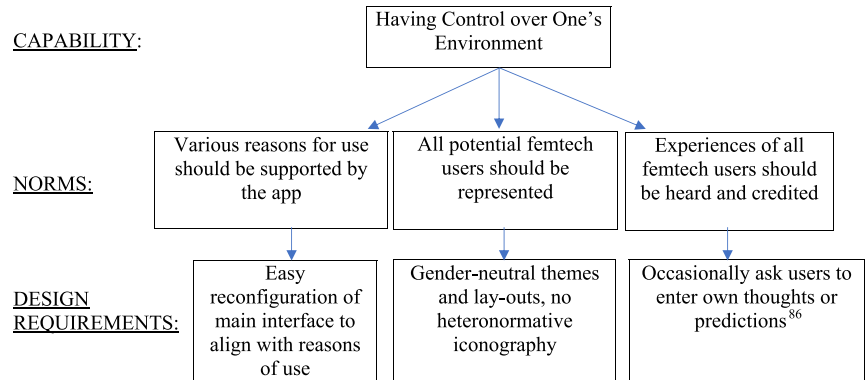 CAPABILITY:
Having Control over One's
Environment
NORMS:
Various reasons for use
should be supported by
the app
All potential femtech
users should be
represented
Experiences of all
femtech users should
be heard and credited
DESIGN
REQUIREMENTS:
Easy
reconfiguration of
main interface to
align with reasons
of use
Gender-neutral themes
and lay-outs, no
heteronormative
iconography
Occasionally ask users to
enter own thoughts or
predictions86